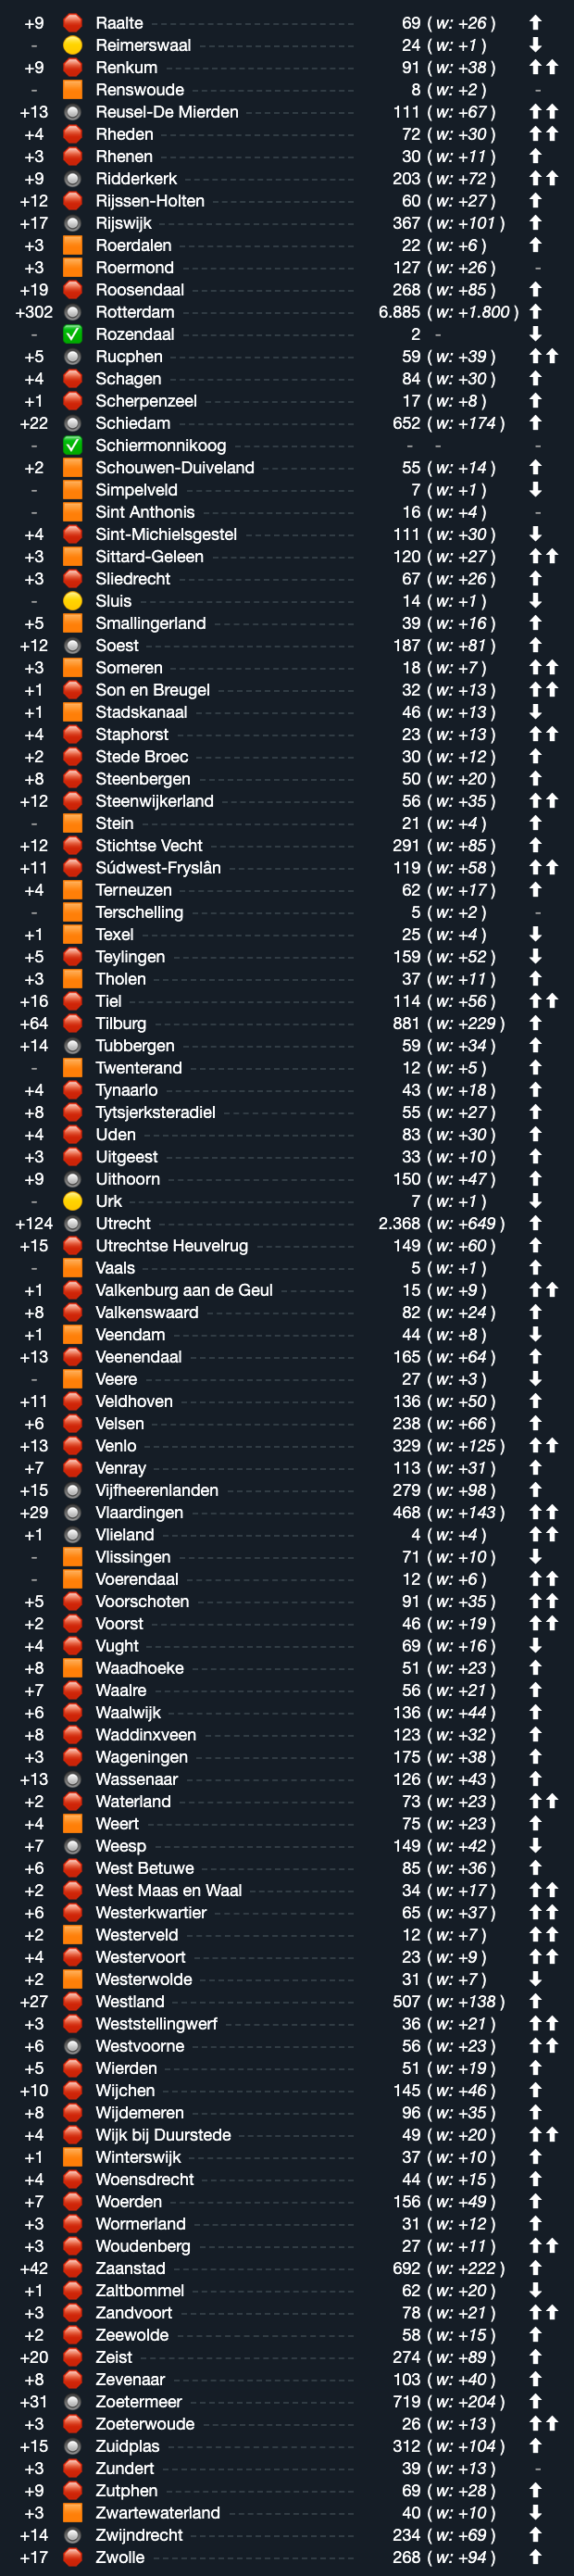 +9 Raalte 69 ( w: +26 ) ⬆
- Reimerswaal 24 ( w: +1 ) ⬇
+9 Renkum 91 ( w: +38 ) ⬆⬆
- Renswoude 8 ( w: +2 ) -
+13 Reusel-De Mierden 111 ( w: +67 ) ⬆⬆
+4 Rheden 72 ( w: +30 ) ⬆⬆
+3 Rhenen 30 ( w: +11 ) ⬆
+9 Ridderkerk 203 ( w: +72 ) ⬆⬆
+12 Rijssen-Holten 60 ( w: +27 ) ⬆
+17 Rijswijk 367 ( w: +101 ) ⬆
+3 Roerdalen 22 ( w: +6 ) ⬆
+3 Roermond 127 ( w: +26 ) -
+19 Roosendaal 268 ( w: +85 ) ⬆
+302 Rotterdam 6.885 ( w: +1.800 ) ⬆
- Rozendaal 2 - ⬇
+5 Rucphen 59 ( w: +39 ) ⬆⬆
+4 Schagen 84 ( w: +30 ) ⬆
+1 Scherpenzeel 17 ( w: +8 ) ⬆
+22 Schiedam 652 ( w: +174 ) ⬆
- Schiermonnikoog - - -
+2 Schouwen-Duiveland 55 ( w: +14 ) ⬆
- Simpelveld 7 ( w: +1 ) ⬇
- Sint Anthonis 16 ( w: +4 ) -
+4 Sint-Michielsgestel 111 ( w: +30 ) ⬇
+3 Sittard-Geleen 120 ( w: +27 ) ⬆⬆
+3 Sliedrecht 67 ( w: +26 ) ⬆
- Sluis 14 ( w: +1 ) ⬇
+5 Smallingerland 39 ( w: +16 ) ⬆
+12 Soest 187 ( w: +81 ) ⬆
+3 Someren 18 ( w: +7 ) ⬆⬆
+1 Son en Breugel 32 ( w: +13 ) ⬆⬆
+1 Stadskanaal 46 ( w: +13 ) ⬇
+4 Staphorst 23 ( w: +13 ) ⬆⬆
+2 Stede Broec 30 ( w: +12 ) ⬆
+8 Steenbergen 50 ( w: +20 ) ⬆
+12 Steenwijkerland 56 ( w: +35 ) ⬆⬆
- Stein 21 ( w: +4 ) ⬆
+12 Stichtse Vecht 291 ( w: +85 ) ⬆
+11 Súdwest-Fryslân 119 ( w: +58 ) ⬆⬆
+4 Terneuzen 62 ( w: +17 ) ⬆
- Terschelling 5 ( w: +2 ) -
+1 Texel 25 ( w: +4 ) ⬇
+5 Teylingen 159 ( w: +52 ) ⬇
+3 Tholen 37 ( w: +11 ) ⬆
+16 Tiel 114 ( w: +56 ) ⬆⬆
+64 Tilburg 881 ( w: +229 ) ⬆
+14 Tubbergen 59 ( w: +34 ) ⬆
- Twenterand 12 ( w: +5 ) ⬆
+4 Tynaarlo 43 ( w: +18 ) ⬆
+8 Tytsjerksteradiel 55 ( w: +27 ) ⬆
+4 Uden 83 ( w: +30 ) ⬆
+3 Uitgeest 33 ( w: +10 ) ⬆
+9 Uithoorn 150 ( w: +47 ) ⬆
- Urk 7 ( w: +1 ) ⬇
+124 Utrecht 2.368 ( w: +649 ) ⬆
+15 Utrechtse Heuvelrug 149 ( w: +60 ) ⬆
- Vaals 5 ( w: +1 ) ⬆
+1 Valkenburg aan de Geul 15 ( w: +9 ) ⬆⬆
+8 Valkenswaard 82 ( w: +24 ) ⬆
+1 Veendam 44 ( w: +8 ) ⬇
+13 Veenendaal 165 ( w: +64 ) ⬆
- Veere 27 ( w: +3 ) ⬇
+11 Veldhoven 136 ( w: +50 ) ⬆
+6 Velsen 238 ( w: +66 ) ⬆
+13 Venlo 329 ( w: +125 ) ⬆⬆
+7 Venray 113 ( w: +31 ) ⬆
+15 Vijfheerenlanden 279 ( w: +98 ) ⬆
+29 Vlaardingen 468 ( w: +143 ) ⬆⬆
+1 Vlieland 4 ( w: +4 ) ⬆⬆
- Vlissingen 71 ( w: +10 ) ⬇
- Voerendaal 12 ( w: +6 ) ⬆⬆
+5 Voorschoten 91 ( w: +35 ) ⬆⬆
+2 Voorst 46 ( w: +19 ) ⬆⬆
+4 Vught 69 ( w: +16 ) ⬇
+8 Waadhoeke 51 ( w: +23 ) ⬆
+7 Waalre 56 ( w: +21 ) ⬆
+6 Waalwijk 136 ( w: +44 ) ⬆
+8 Waddinxveen 123 ( w: +32 ) ⬆
+3 Wageningen 175 ( w: +38 ) ⬆
+13 Wassenaar 126 ( w: +43 ) ⬆
+2 Waterland 73 ( w: +23 ) ⬆⬆
+4 Weert 75 ( w: +23 ) ⬆
+7 Weesp 149 ( w: +42 ) ⬇
+6 West Betuwe 85 ( w: +36 ) ⬆
+2 West Maas en Waal 34 ( w: +17 ) ⬆⬆
+6 Westerkwartier 65 ( w: +37 ) ⬆⬆
+2 Westerveld 12 ( w: +7 ) ⬆⬆
+4 Westervoort 23 ( w: +9 ) ⬆⬆
+2 Westerwolde 31 ( w: +7 ) ⬇
+27 Westland 507 ( w: +138 ) ⬆
+3 Weststellingwerf 36 ( w: +21 ) ⬆⬆
+6 Westvoorne 56 ( w: +23 ) ⬆⬆
+5 Wierden 51 ( w: +19 ) ⬆
+10 Wijchen 145 ( w: +46 ) ⬆
+8 Wijdemeren 96 ( w: +35 ) ⬆
+4 Wijk bij Duurstede 49 ( w: +20 ) ⬆⬆
+1 Winterswijk 37 ( w: +10 ) ⬆
+4 Woensdrecht 44 ( w: +15 ) ⬆
+7 Woerden 156 ( w: +49 ) ⬆
+3 Wormerland 31 ( w: +12 ) ⬆
+3 Woudenberg 27 ( w: +11 ) ⬆⬆
+42 Zaanstad 692 ( w: +222 ) ⬆
+1 Zaltbommel 62 ( w: +20 ) ⬇
+3 Zandvoort 78 ( w: +21 ) ⬆⬆
+2 Zeewolde 58 ( w: +15 ) ⬆
+20 Zeist 274 ( w: +89 ) ⬆
+8 Zevenaar 103 ( w: +40 ) ⬆
+31 Zoetermeer 719 ( w: +204 ) ⬆
+3 Zoeterwoude 26 ( w: +13 ) ⬆⬆
+15 Zuidplas 312 ( w: +104 ) ⬆
+3 Zundert 39 ( w: +13 ) -
+9 Zutphen 69 ( w: +28 ) ⬆
+3 Zwartewaterland 40 ( w: +10 ) ⬇
+14 Zwijndrecht 234 ( w: +69 ) ⬆
+17 Zwolle 268 ( w: +94 ) ⬆